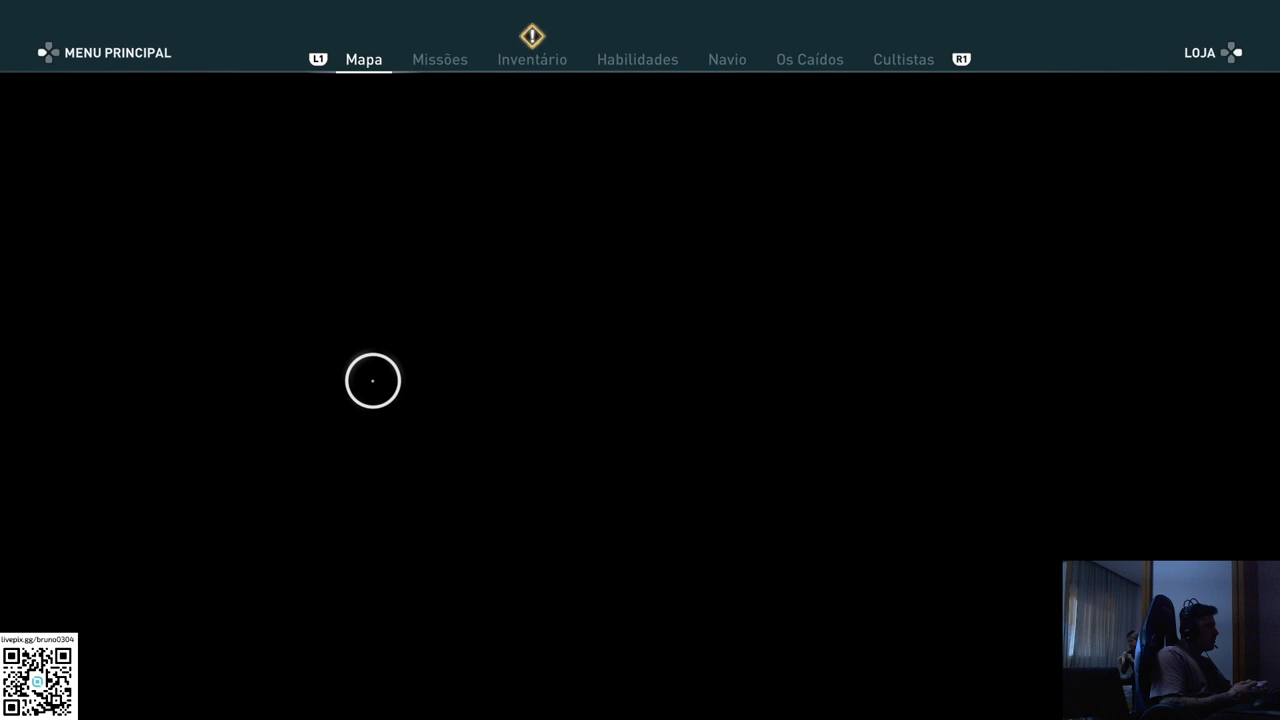 MENU PRINCIPAL
L1 Mapa Missões Inventário Habilidades Navio Os Caídos Cultistas R1
LOJA
livepix.gg/bruno0304